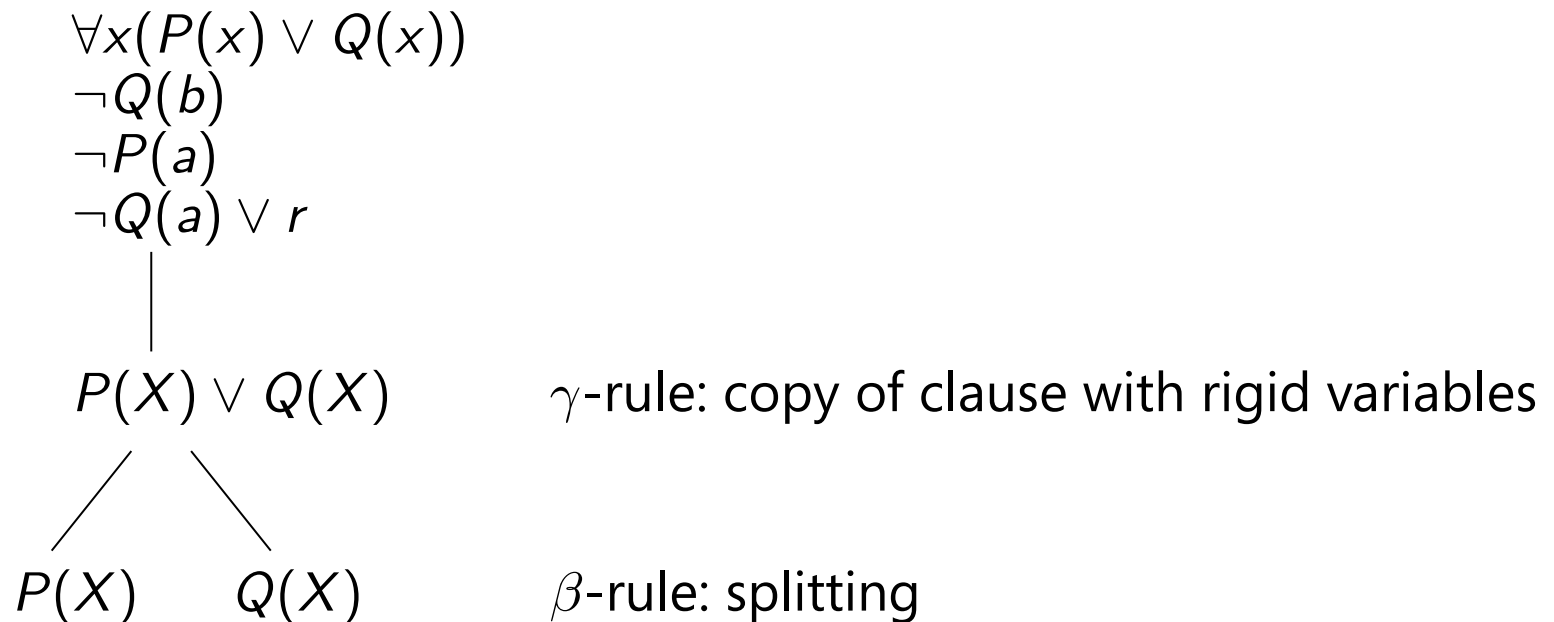 ∀x(P(x) ∨ Q(x))
¬Q(b)
¬P(a)
¬Q(a) ∨ r
P(X) ∨ Q(X) γ-rule: copy of clause with rigid variables
P(X) Q(X) β-rule: splitting